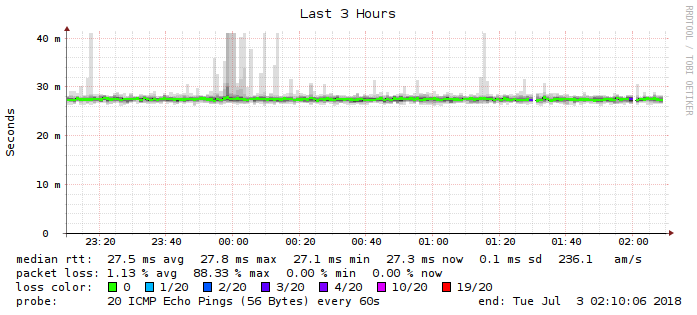 Last 3 Hours
RRDTOOL / TOBI OETIKER
Seconds
40 m
30 m
20 m
10 m
0
23:20 23:40 00:00 00:20 00:40 01:00 01:20 01:40 02:00
median rtt: 27.5 ms avg 27.8 ms max 27.1 ms min 27.3 ms now 0.1 ms sd 236.1 am/s
packet loss: 1.13 % avg 88.33 % max 0.00 % min 0.00 % now
loss color: 0 1/20 2/20 3/20 4/20 10/20 19/20
probe: 20 ICMP Echo Pings (56 Bytes) every 60s end: Tue Jul 3 02:10:06 2018